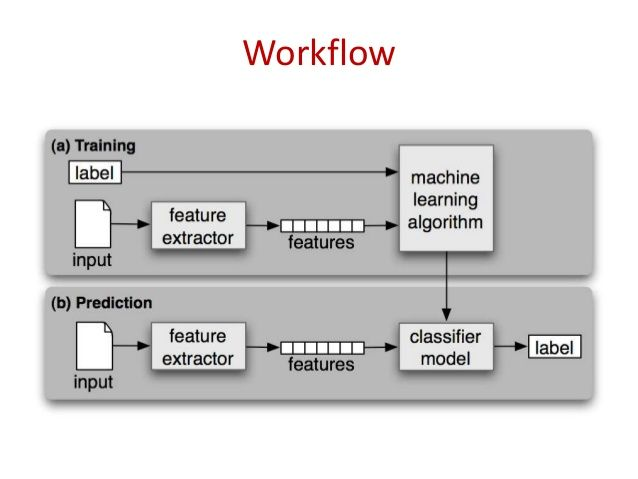 Workflow
(a) Training
label
machine
learning
algorithm
feature
extractor
features
input
(b) Prediction
feature
extractor
features
input
classifier
model
label